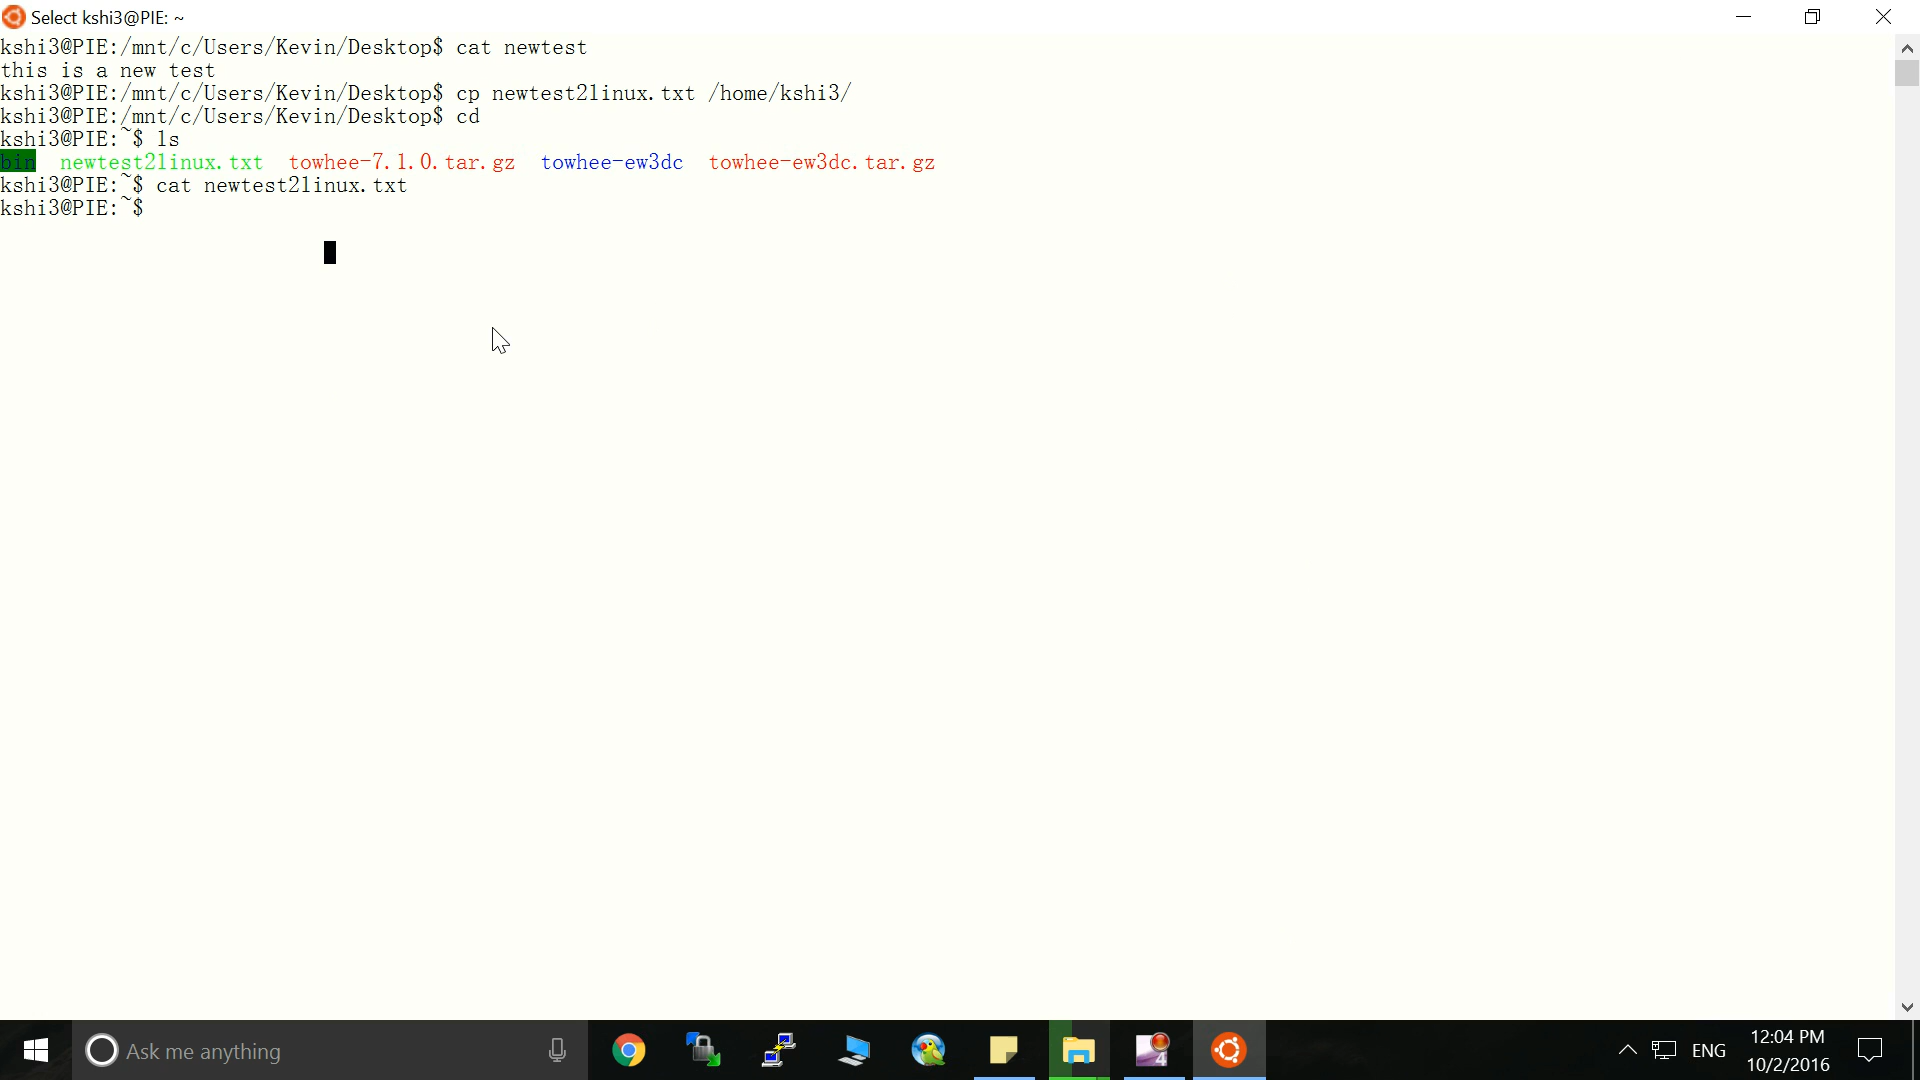 Select kshi3@PIE: ~
kshi3@PIE:/mnt/c/Users/Kevin/Desktop$ cat newtest
this is a new test
kshi3@PIE:/mnt/c/Users/Kevin/Desktop$ cp newtest2linux.txt /home/kshi3/
kshi3@PIE:/mnt/c/Users/Kevin/Desktop$ cd
kshi3@PIE:~$ ls
bin newtest2linux.txt towhee-7.1.0.tar.gz towhee-ew3dc towhee-ew3dc.tar.gz
kshi3@PIE:~$ cat newtest2linux.txt
kshi3@PIE:~$
Ask me anything
4
ENG
12:04 PM
10/2/2016